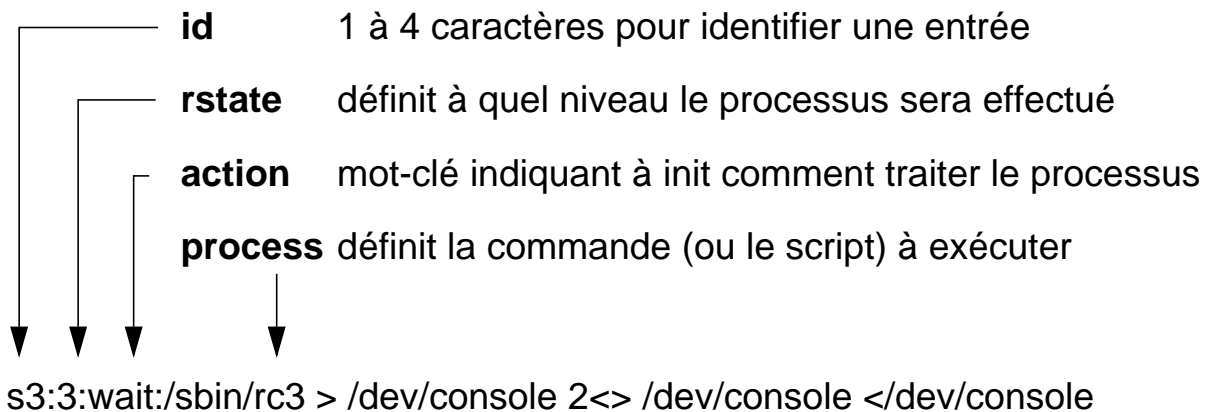 id 1 à 4 caractères pour identifier une entrée
rstate définit à quel niveau le processus sera effectué
action mot-clé indiquant à init comment traiter le processus
process définit la commande (ou le script) à exécuter
s3:3:wait:/sbin/rc3 > /dev/console 2<> /dev/console </dev/console